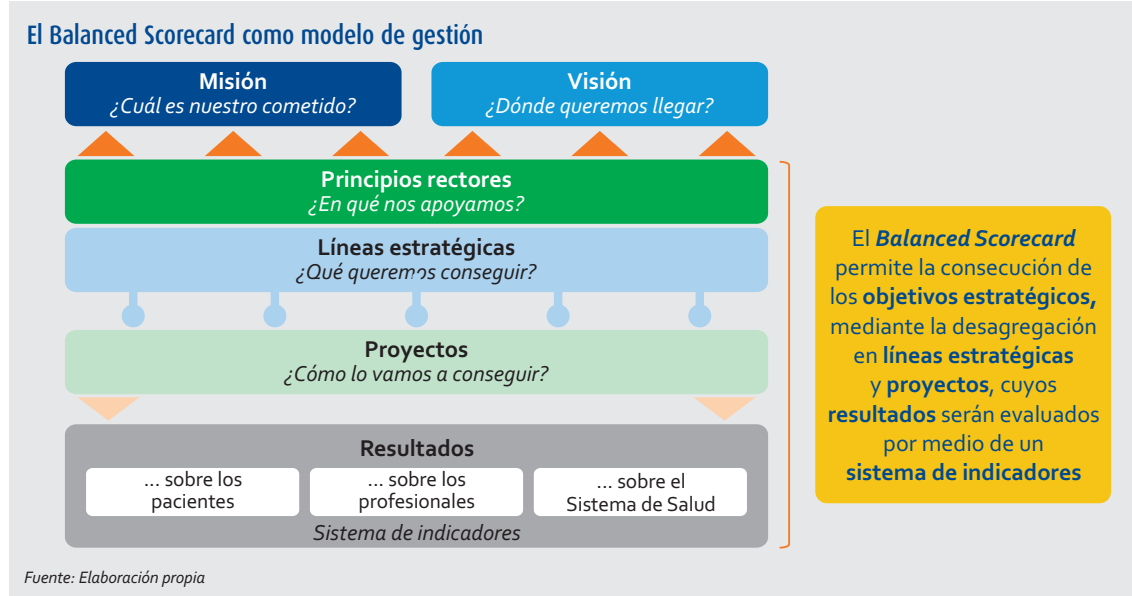 El Balanced Scorecard como modelo de gestión
Misión
¿Cuál es nuestro cometido?
Visión
¿Dónde queremos llegar?
Principios rectores
¿En qué nos apoyamos?
Líneas estratégicas
¿Qué queremos conseguir?
Proyectos
¿Cómo lo vamos a conseguir?
Resultados
... sobre los
pacientes
... sobre los
profesionales
... sobre el
Sistema de Salud
Sistema de indicadores
El Balanced Scorecard
permite la consecución de
los objetivos estratégicos,
mediante la desagregación
en líneas estratégicas
y proyectos, cuyos
resultados serán evaluados
por medio de un
sistema de indicadores
Fuente: Elaboración propia